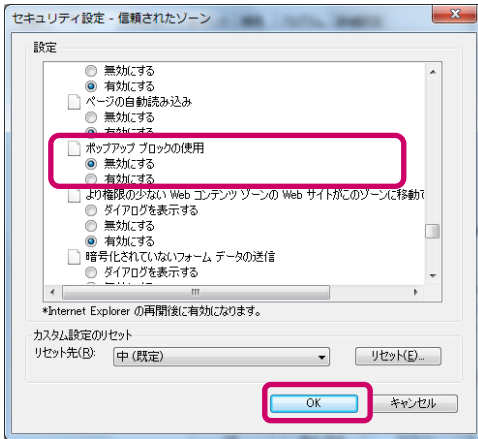 セキュリティ設定 - 信頼されたゾーン
設定
無効にする
有効にする
ページの自動読み込み
無効にする
有効にする
ポップアップ ブロックの使用
無効にする
有効にする
より権限の少ない Web コンテンツ ゾーンの Web サイトがこのゾーンに移動で
ダイアログを表示する
無効にする
有効にする
暗号化されていないフォーム データの送信
ダイアログを表示する
*Internet Explorer の再開後に有効になります。
カスタム設定のリセット
リセット先(R): 中 (既定) リセット(E)...
OK キャンセル